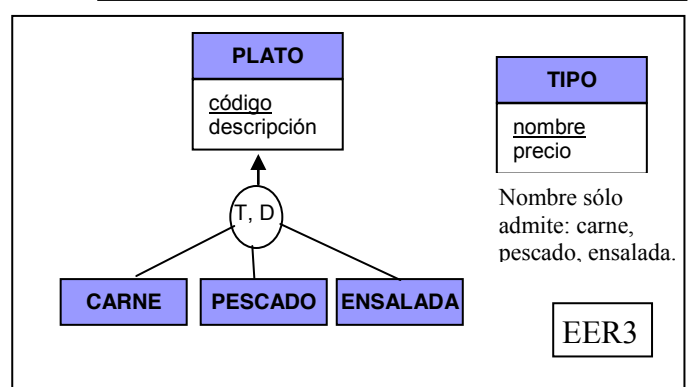 PLATO
código
descripción
TIPO
nombre
precio
Nombre sólo
admite: carne,
pescado, ensalada.
T, D
CARNE
PESCADO
ENSALADA
EER3